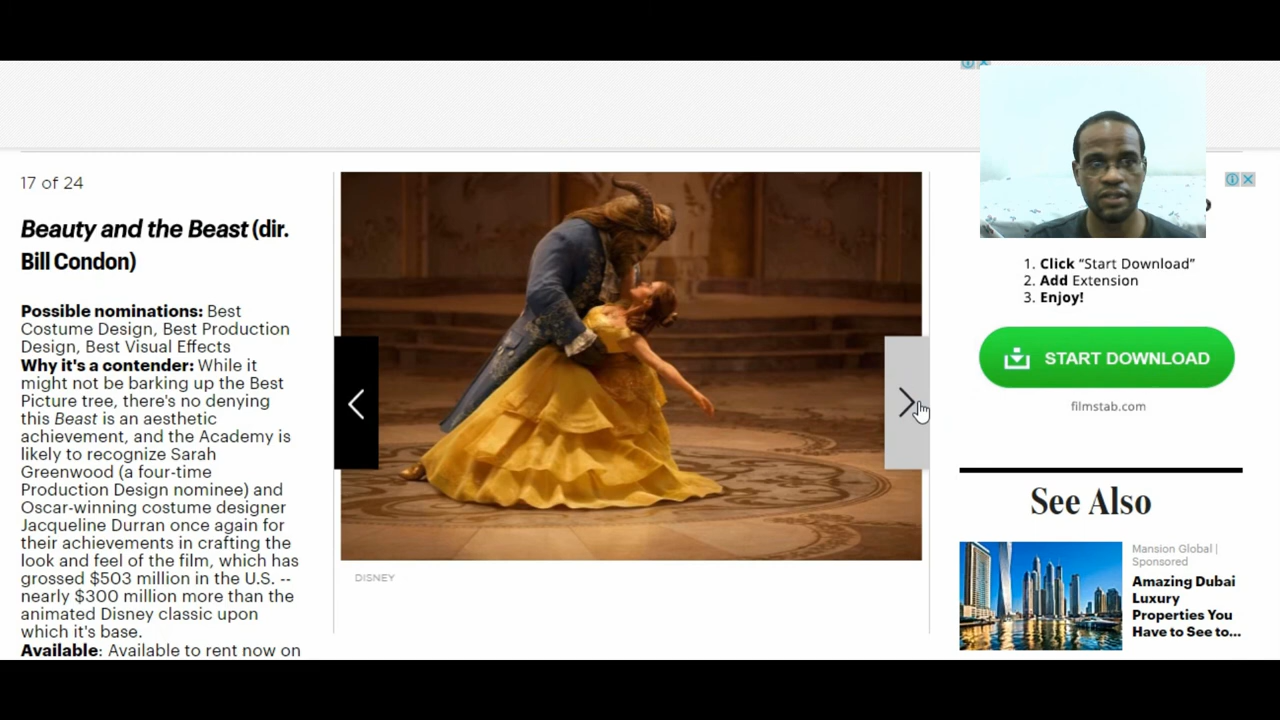 17 of 24
Beauty and the Beast (dir.
Bill Condon)
Possible nominations: Best
Costume Design, Best Production
Design, Best Visual Effects
Why it's a contender: While it
might not be barking up the Best
Picture tree, there's no denying
this Beast is an aesthetic
achievement, and the Academy is
likely to recognize Sarah
Greenwood (a four-time
Production Design nominee) and
Oscar-winning costume designer
Jacqueline Durran once again for
their achievements in crafting the
look and feel of the film, which has
grossed $503 million in the U.S. --
nearly $300 million more than the
animated Disney classic upon
which it's base.
Available: Available to rent now on
DISNEY
1. Click “Start Download”
2. Add Extension
3. Enjoy!
START DOWNLOAD
filmstab.com
See Also
Mansion Global |
Sponsored
Amazing Dubai
Luxury
Properties You
Have to See to...